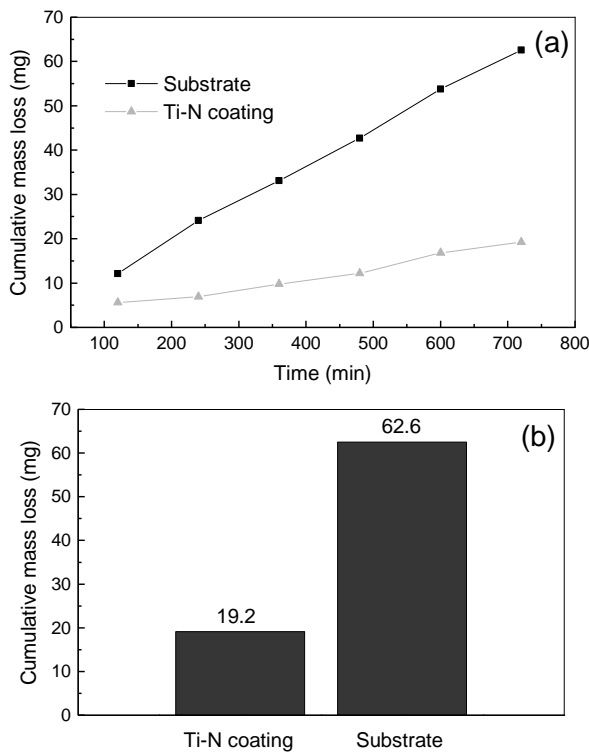 70
60
50
40
30
20
10
0
Cumulative mass loss (mg)
(a)
Substrate
Ti-N coating
100 200 300 400 500 600 700 800
Time (min)
70
60
50
40
30
20
10
0
Cumulative mass loss (mg)
(b)
62.6
19.2
Ti-N coating Substrate